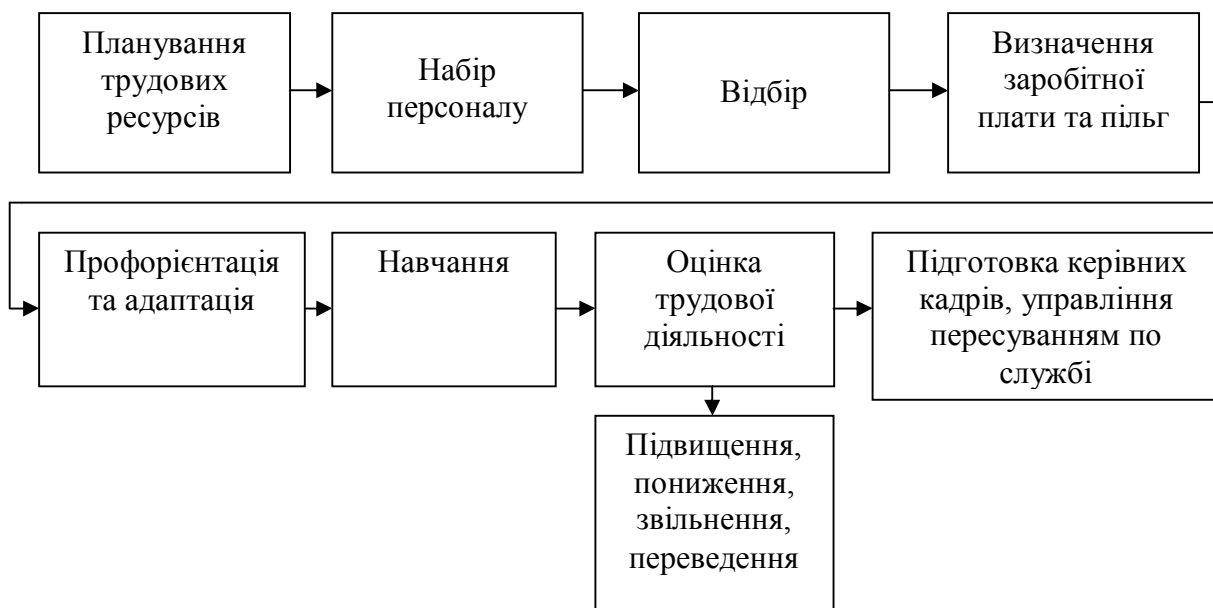 Планування
трудових
ресурсів
Набір
персоналу
Відбір
Визначення
заробітної
плати та пільг
Профорієнтація
та адаптація
Навчання
Оцінка
трудової
діяльності
Підготовка керівних
кадрів, управління
пересуванням по
службі
Підвищення,
пониження,
звільнення,
переведення